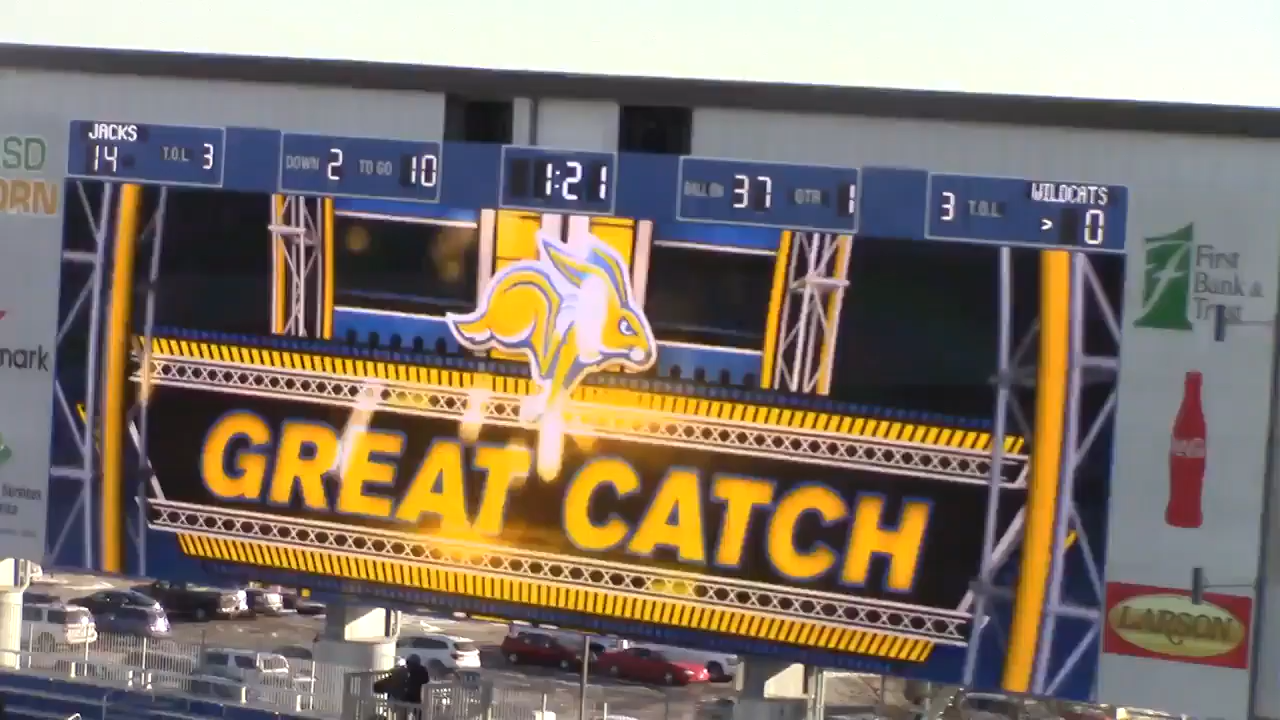 JACKS
14 T.O.L 3
DOWN 2 TO GO 10
1:21
BALL ON 37 QTR 1
WILDCATS
3 T.O.L. > 0
SD
ORN
mark
GREAT CATCH
First
Bank &
Trust
LARSON